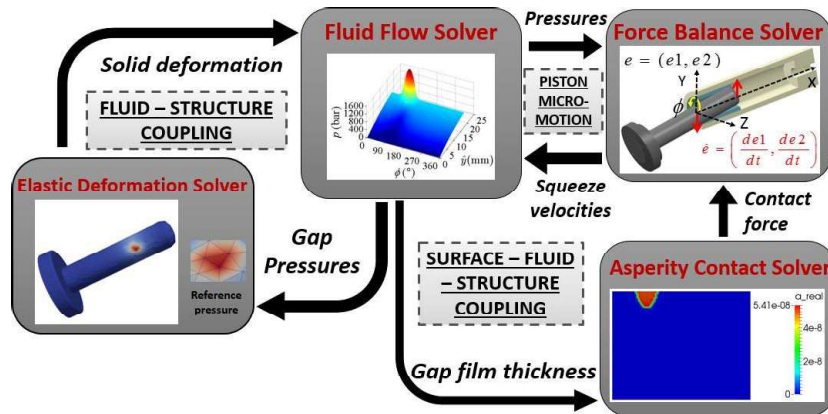 Fluid Flow Solver
p (bar)
1600
1200
800
400
0
0
90
180
270
360
ϕ (°)
0
5
10
15
20
25
ŷ(mm)
Pressures
PISTON
MICRO-
MOTION
Squeeze
velocities
Force Balance Solver
e = (e1, e2)
Y
X
ϕ
Z
ė = (de1/dt, de2/dt)
Solid deformation
FLUID – STRUCTURE
COUPLING
Elastic Deformation Solver
Reference
pressure
Gap
Pressures
SURFACE – FLUID
– STRUCTURE
COUPLING
Contact
force
Asperity Contact Solver
a_real
5.41e-08
4e-8
2e-8
0
Gap film thickness